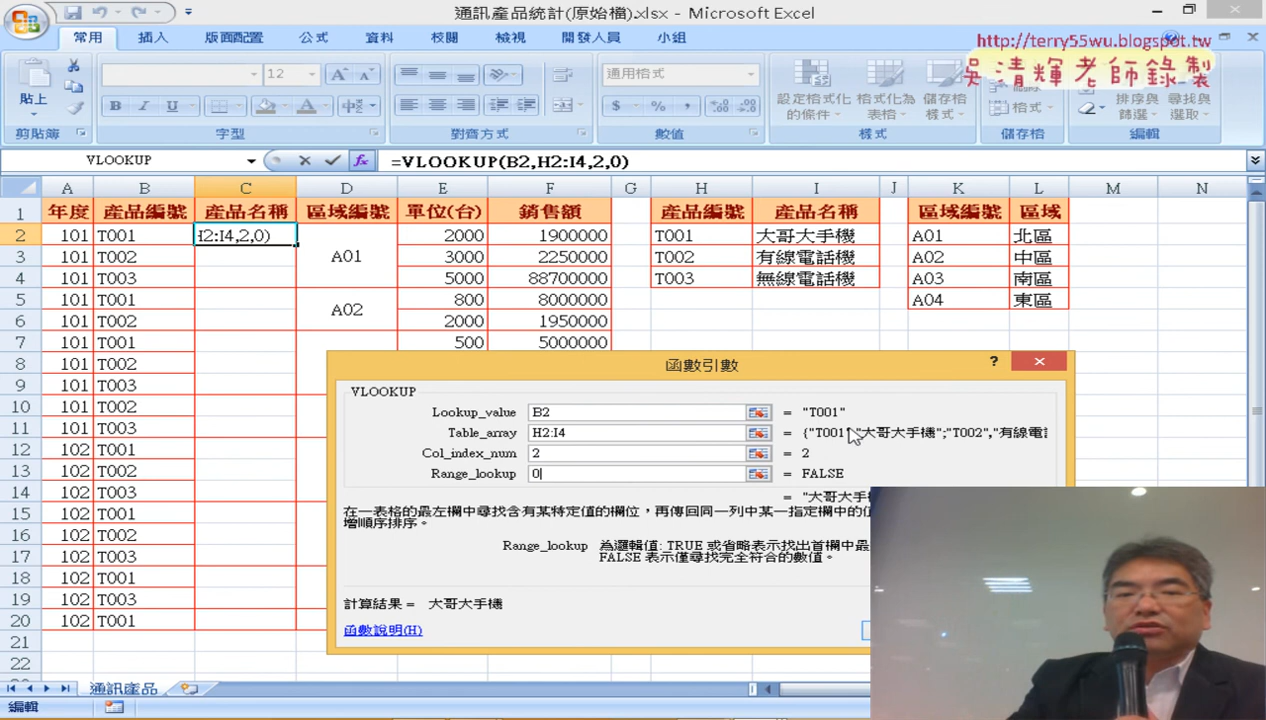 通訊產品統計(原始檔).xlsx - Microsoft Excel
常用 插入 版面配置 公式 資料 校閱 檢視 開發人員 小組
http://terry55wu.blogspot.tw
吳清輝老師錄製
貼上 12 通用格式 設定格式化的條件 格式化為表格 儲存格樣式 格式 排序與篩選 尋找與選取
剪貼簿 字型 對齊方式 數值 樣式 儲存格 編輯
VLOOKUP =VLOOKUP(B2,H2:I4,2,0)
A B C D E F G H I J K L M N
1 年度 產品編號 產品名稱 區域編號 單位(台) 銷售額 產品編號 產品名稱 區域編號 區域
2 101 T001 H2:I4,2,0) 2000 1900000 T001 大哥大手機 A01 北區
3 101 T002 A01 3000 2250000 T002 有線電話機 A02 中區
4 101 T003 5000 88700000 T003 無線電話機 A03 南區
5 101 T001 A02 800 8000000 A04 東區
6 101 T002 2000 1950000
7 101 T001 500 5000000
8 101 T002
9 101 T003
10 101 T002
11 101 T003
12 102 T001
13 102 T002
14 102 T003
15 102 T001
16 102 T002
17 102 T003
18 102 T001
19 102 T003
20 102 T001
21
22
函數引數
VLOOKUP
Lookup_value B2 = "T001"
Table_array H2:I4 = {"T001","大哥大手機";"T002","有線電話
Col_index_num 2 = 2
Range_lookup 0 = FALSE
= "大哥大手機
在一表格的最左欄中尋找含有某特定值的欄位，再傳回同一列中某一指定欄中的值
增順序排序。
Range_lookup 為邏輯值: TRUE 或省略表示找出首欄中最
FALSE 表示僅尋找完全符合的數值。
計算結果 = 大哥大手機
函數說明(H)
通訊產品
編輯